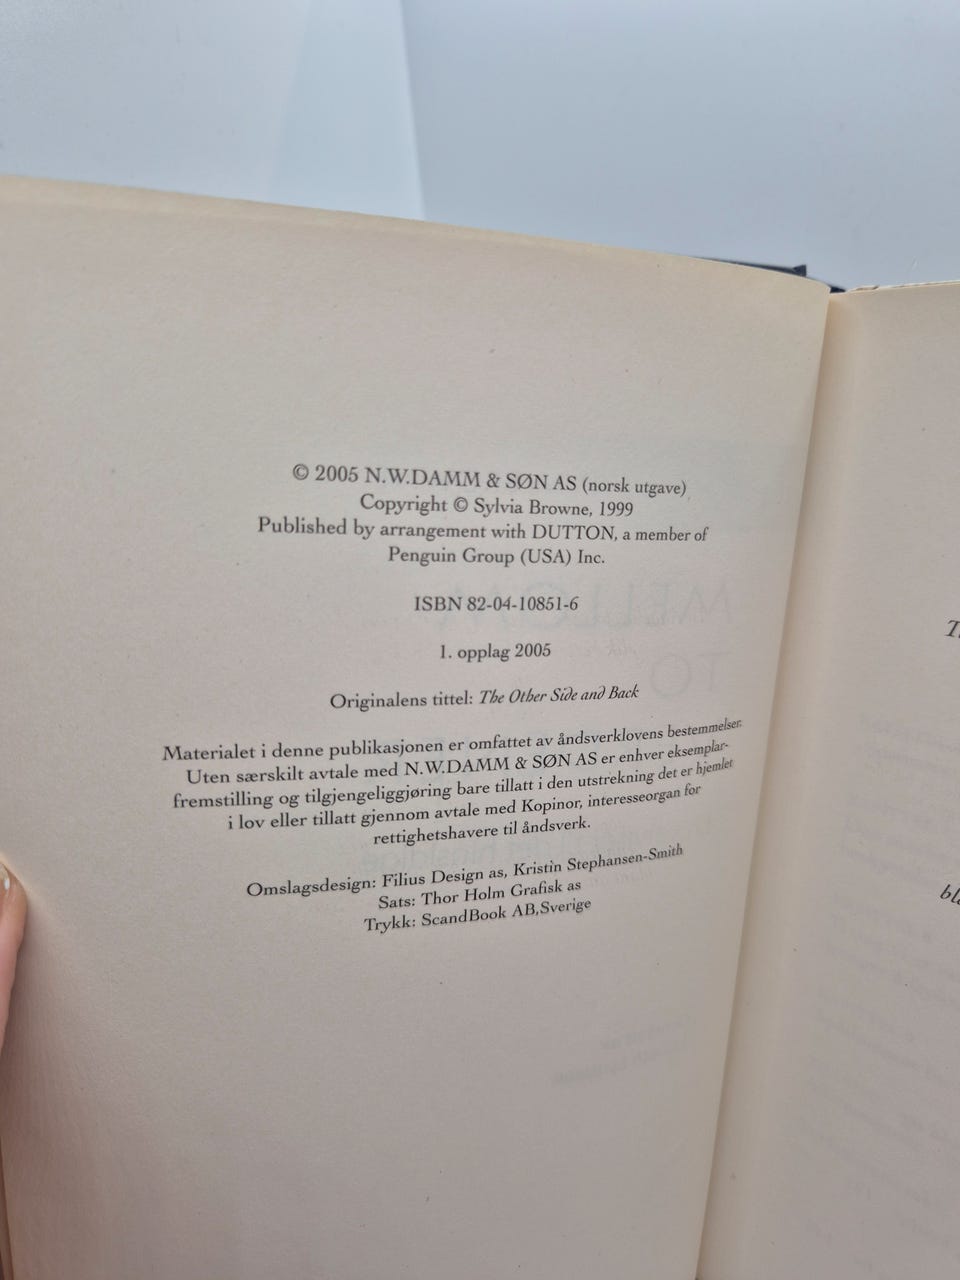 © 2005 N.W.DAMM & SØN AS (norsk utgave)
Copyright © Sylvia Browne, 1999
Published by arrangement with DUTTON, a member of
Penguin Group (USA) Inc.
ISBN 82-04-10851-6
1. opplag 2005
Originalens tittel: The Other Side and Back
Materialet i denne publikasjonen er omfattet av åndsverklovens bestemmelser.
Uten særskilt avtale med N.W.DAMM & SØN AS er enhver eksemplar-
fremstilling og tilgjengeliggjøring bare tillatt i den utstrekning det er hjemlet
i lov eller tillatt gjennom avtale med Kopinor, interesseorgan for
rettighetshavere til åndsverk.
Omslagsdesign: Filius Design as, Kristin Stephansen-Smith
Sats: Thor Holm Grafisk as
Trykk: ScandBook AB,Sverige